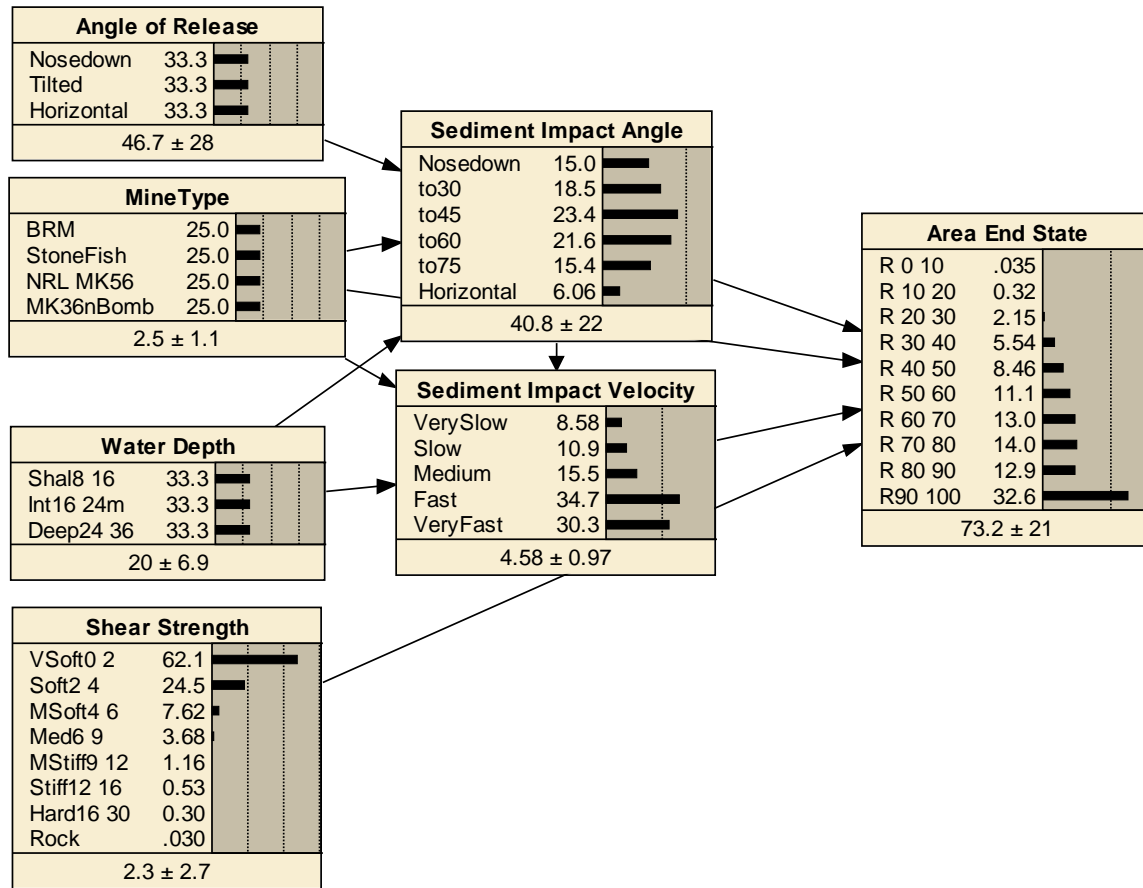 Angle of Release
Nosedown 33.3
Tilted 33.3
Horizontal 33.3
46.7 ± 28
MineType
BRM 25.0
StoneFish 25.0
NRL MK56 25.0
MK36nBomb 25.0
2.5 ± 1.1
Water Depth
Shal8 16 33.3
Int16 24m 33.3
Deep24 36 33.3
20 ± 6.9
Shear Strength
VSoft0 2 62.1
Soft2 4 24.5
MSoft4 6 7.62
Med6 9 3.68
MStiff9 12 1.16
Stiff12 16 0.53
Hard16 30 0.30
Rock .030
2.3 ± 2.7
Sediment Impact Angle
Nosedown 15.0
to30 18.5
to45 23.4
to60 21.6
to75 15.4
Horizontal 6.06
40.8 ± 22
Sediment Impact Velocity
VerySlow 8.58
Slow 10.9
Medium 15.5
Fast 34.7
VeryFast 30.3
4.58 ± 0.97
Area End State
R 0 10 .035
R 10 20 0.32
R 20 30 2.15
R 30 40 5.54
R 40 50 8.46
R 50 60 11.1
R 60 70 13.0
R 70 80 14.0
R 80 90 12.9
R90 100 32.6
73.2 ± 21